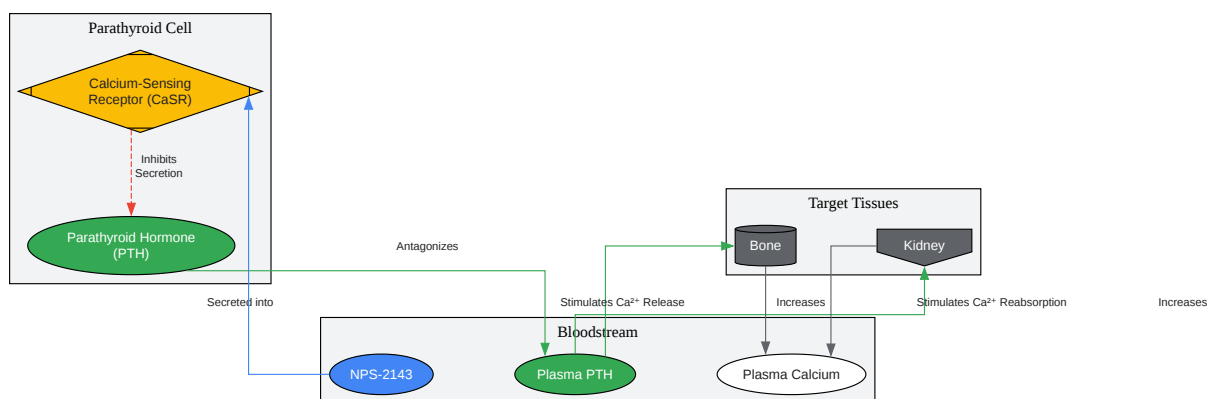 Parathyroid Cell
Calcium-Sensing
Receptor (CaSR)
Inhibits
Secretion
Parathyroid Hormone
(PTH)
Antagonizes
Secreted into
Target Tissues
Bone
Kidney
Stimulates Ca²⁺ Release
Increases
Stimulates Ca²⁺ Reabsorption
Increases
Bloodstream
NPS-2143
Plasma PTH
Plasma Calcium